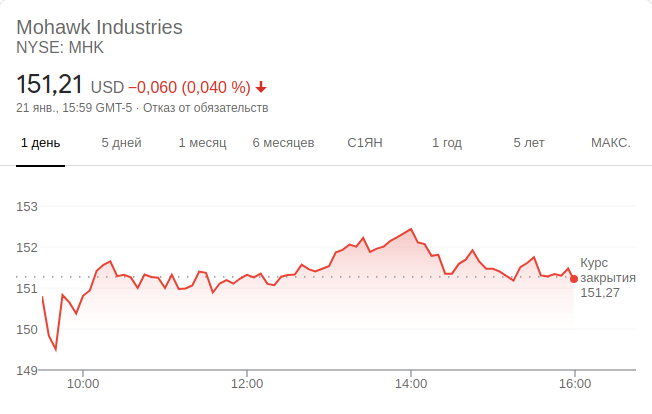 Mohawk Industries
NYSE: MHK
151,21 USD −0,060 (0,040 %)
21 янв., 15:59 GMT-5 · Отказ от обязательств
1 день 5 дней 1 месяц 6 месяцев С1ЯН 1 год 5 лет МАКС.
153
152
151
150
149
Курс
закрытия
151,27
10:00 12:00 14:00 16:00